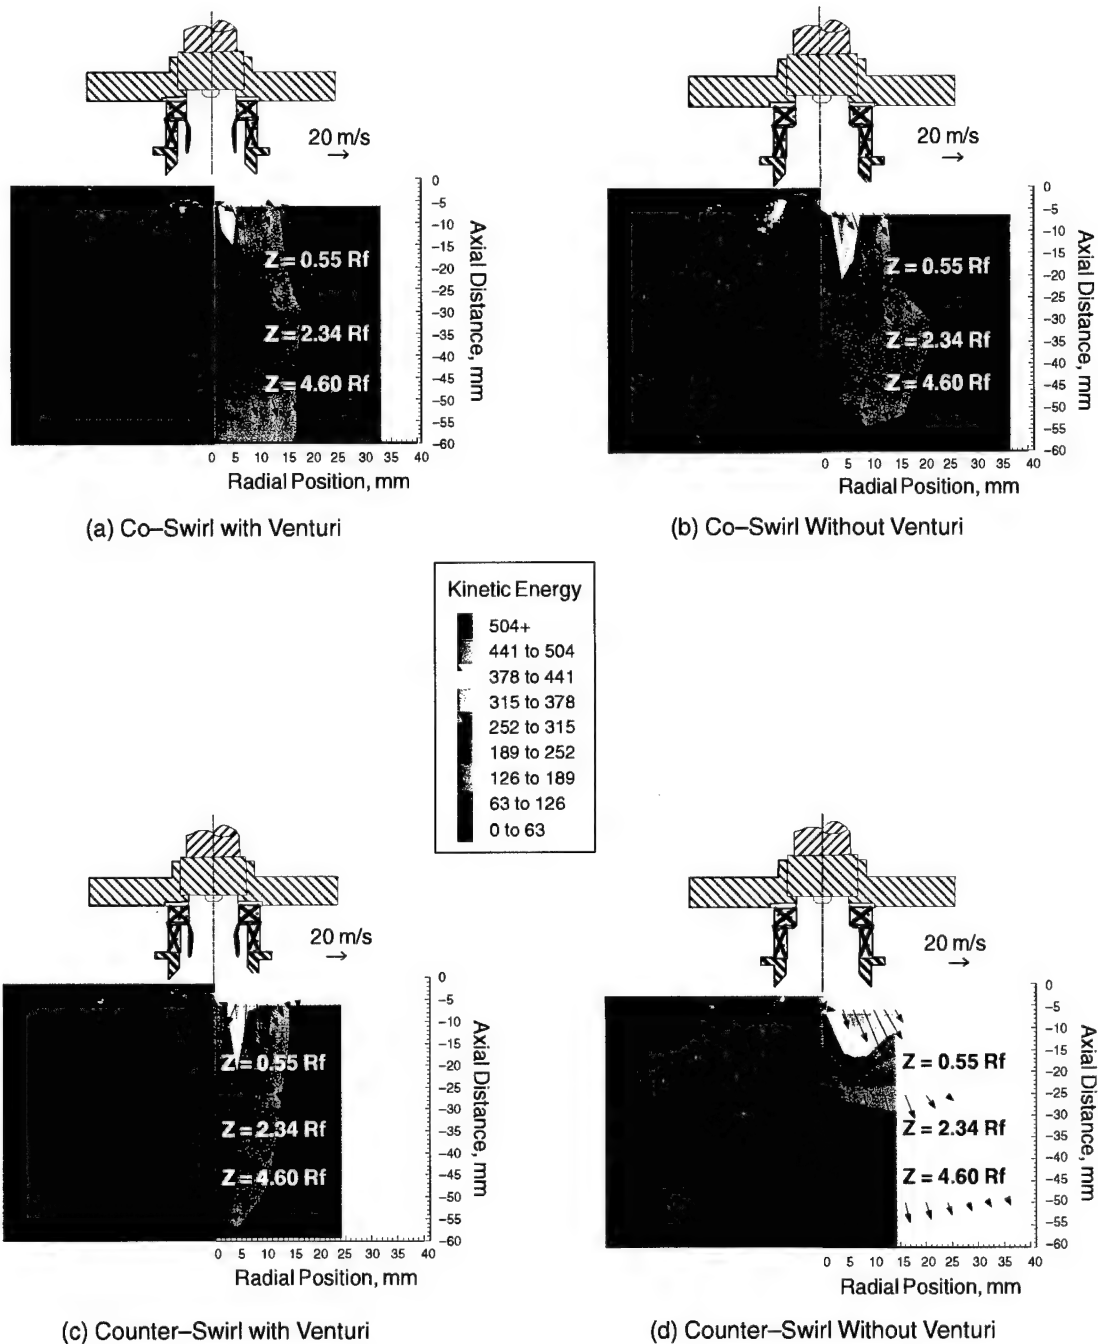 20 m/s
0
-5
-10
-15
-20
-25
-30
-35
-40
-45
-50
-55
-60
Axial Distance, mm
Z = 0.55 Rf
Z = 2.34 Rf
Z = 4.60 Rf
0 5 10 15 20 25 30 35 40
Radial Position, mm
(a) Co-Swirl with Venturi
20 m/s
0
-5
-10
-15
-20
-25
-30
-35
-40
-45
-50
-55
-60
Axial Distance, mm
Z = 0.55 Rf
Z = 2.34 Rf
Z = 4.60 Rf
0 5 10 15 20 25 30 35 40
Radial Position, mm
(b) Co-Swirl Without Venturi
Kinetic Energy
504+
441 to 504
378 to 441
315 to 378
252 to 315
189 to 252
126 to 189
63 to 126
0 to 63
20 m/s
0
-5
-10
-15
-20
-25
-30
-35
-40
-45
-50
-55
-60
Axial Distance, mm
Z = 0.55 Rf
Z = 2.34 Rf
Z = 4.60 Rf
0 5 10 15 20 25 30 35 40
Radial Position, mm
(c) Counter-Swirl with Venturi
20 m/s
0
-5
-10
-15
-20
-25
-30
-35
-40
-45
-50
-55
-60
Axial Distance, mm
Z = 0.55 Rf
Z = 2.34 Rf
Z = 4.60 Rf
0 5 10 15 20 25 30 35 40
Radial Position, mm
(d) Counter-Swirl Without Venturi